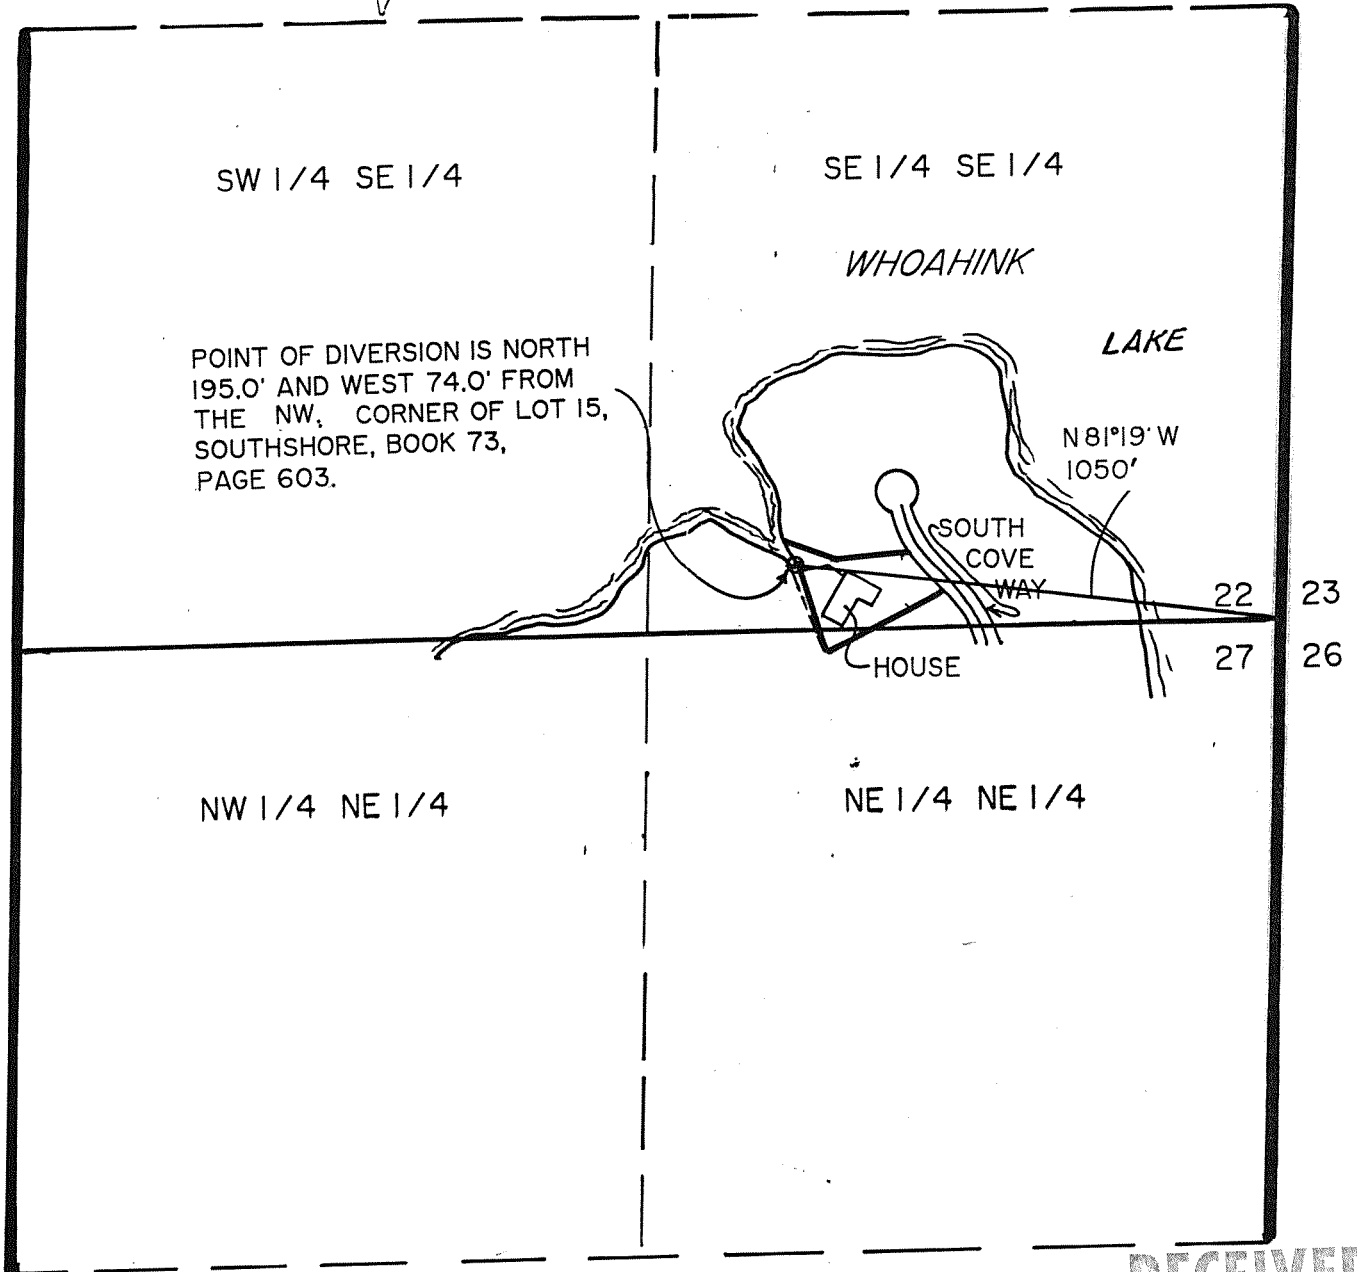 SW 1/4 SE 1/4
SE 1/4 SE 1/4
WHOAHINK
LAKE
POINT OF DIVERSION IS NORTH
195.0' AND WEST 74.0' FROM
THE NW. CORNER OF LOT 15,
SOUTHSHORE, BOOK 73,
PAGE 603.
N 81°19' W
1050'
SOUTH
COVE
WAY
22
23
27
26
HOUSE
NW 1/4 NE 1/4
NE 1/4 NE 1/4
RECEIVED